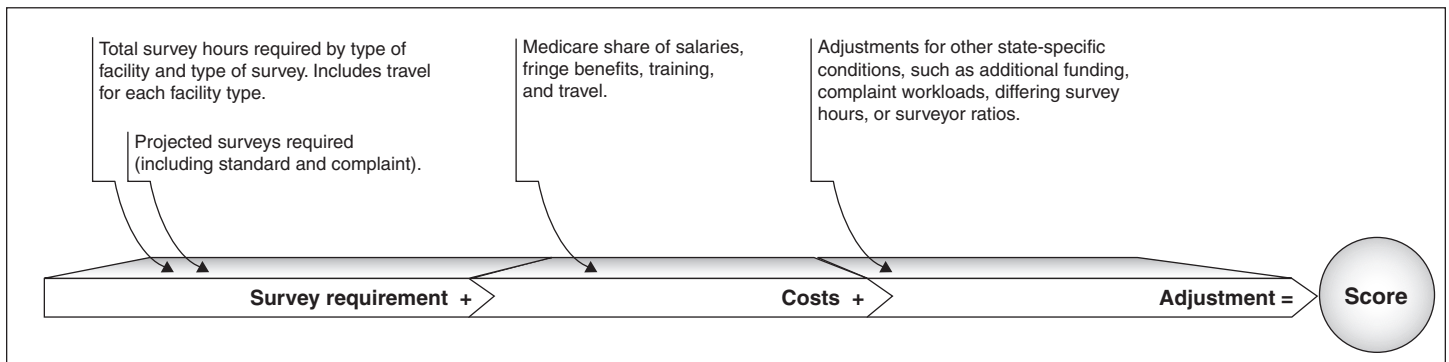 Total survey hours required by type of
facility and type of survey. Includes travel
for each facility type.
Projected surveys required
(including standard and complaint).
Medicare share of salaries,
fringe benefits, training,
and travel.
Adjustments for other state-specific
conditions, such as additional funding,
complaint workloads, differing survey
hours, or surveyor ratios.
Survey requirement + Costs + Adjustment = Score